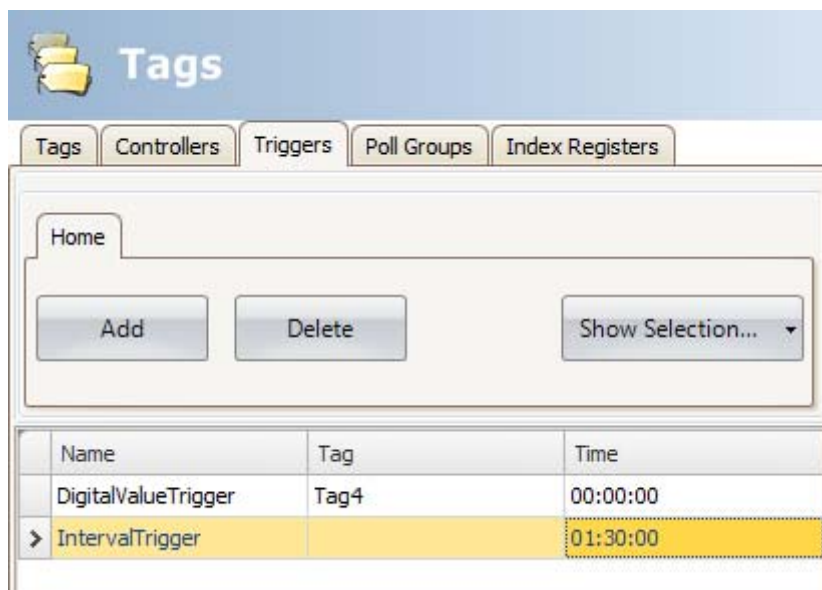 Tags
Tags Controllers Triggers Poll Groups Index Registers
Home
Add Delete Show Selection...
Name Tag Time
DigitalValueTrigger Tag4 00:00:00
IntervalTrigger 01:30:00